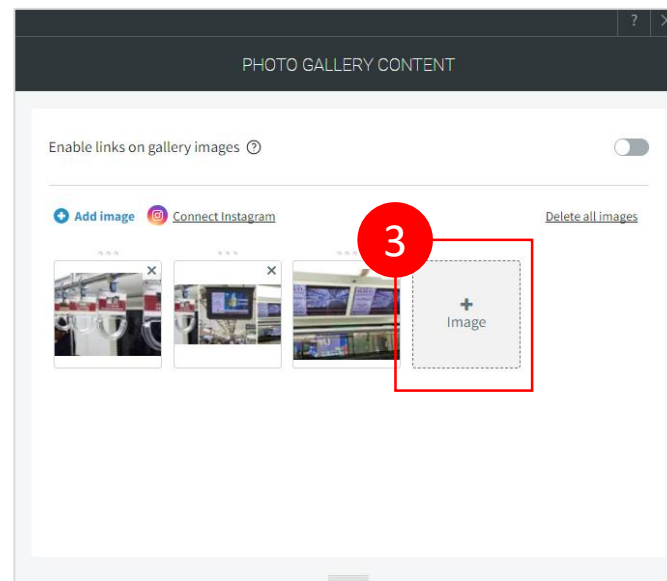 ?
PHOTO GALLERY CONTENT
Enable links on gallery images ?
Add image Connect Instagram Delete all images
3
+
Image